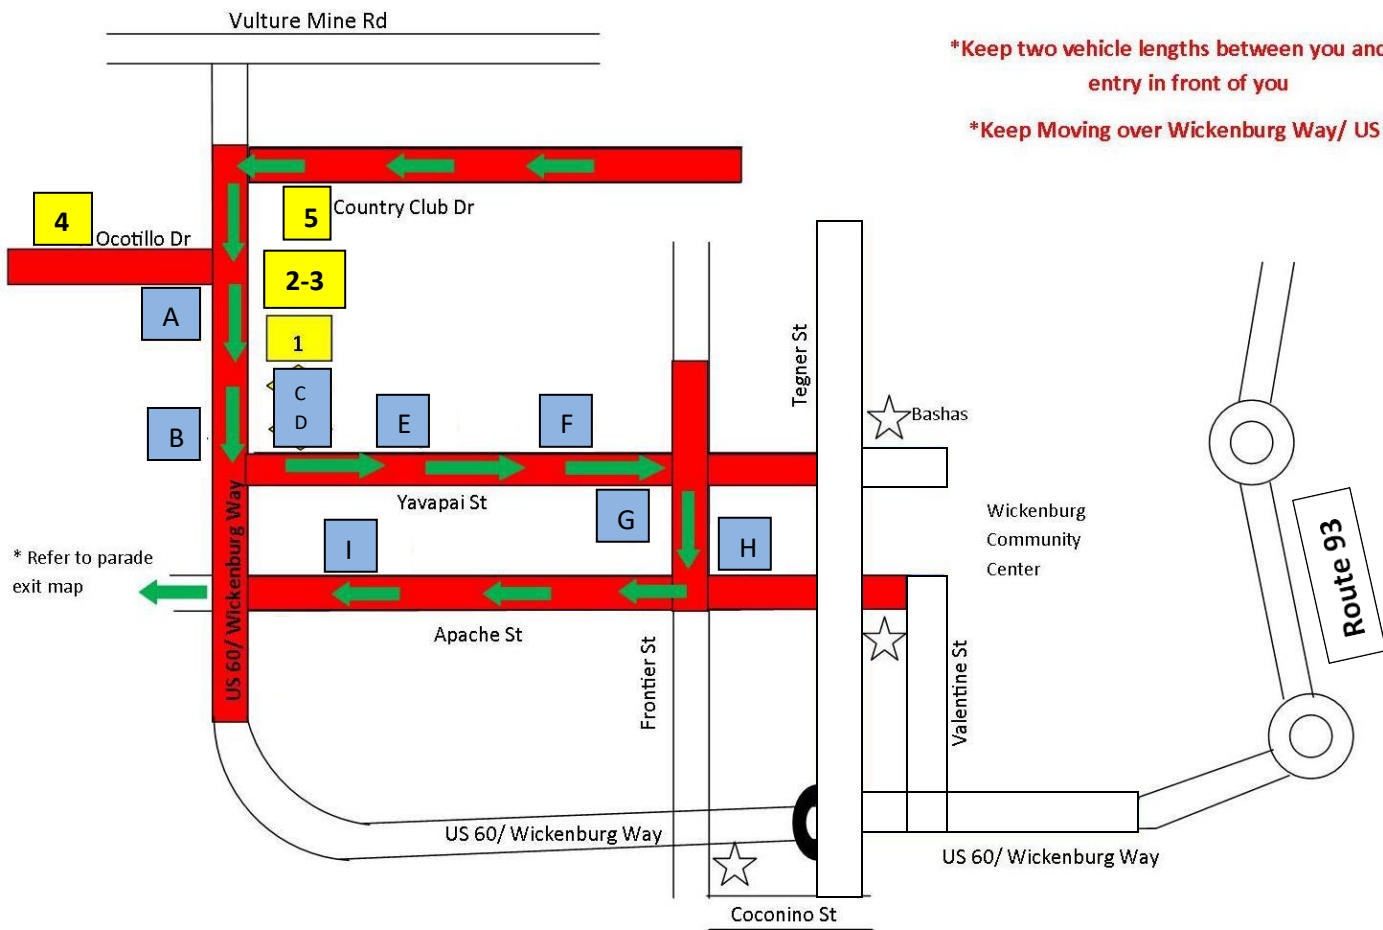 Vulture Mine Rd
*Keep two vehicle lengths between you and
entry in front of you
*Keep Moving over Wickenburg Way/ US
4
Ocotillo Dr
5
Country Club Dr
2-3
A
1
Tegner St
C
D
B
E
F
Bashas
Yavapai St
US 60/ Wickenburg Way
G
H
I
Wickenburg
Community
Center
Route 93
* Refer to parade
exit map
Apache St
Frontier St
Valentine St
US 60/ Wickenburg Way
US 60/ Wickenburg Way
Coconino St